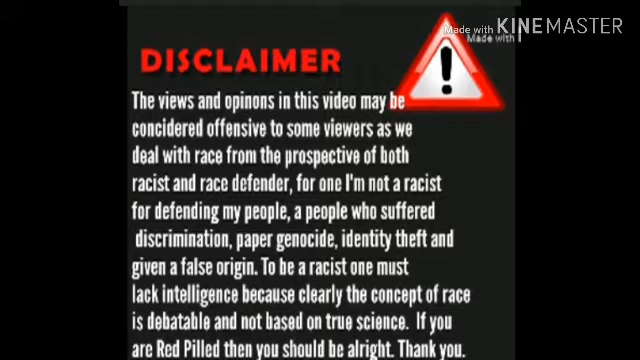 Made with KINEMASTER
Made with
DISCLAIMER
!
The views and opinons in this video may be
concidered offensive to some viewers as we
deal with race from the prospective of both
racist and race defender, for one I'm not a racist
for defending my people, a people who suffered
discrimination, paper genocide, identity theft and
given a false origin. To be a racist one must
lack intelligence because clearly the concept of race
is debatable and not based on true science. If you
are Red Pilled then you should be alright. Thank you.